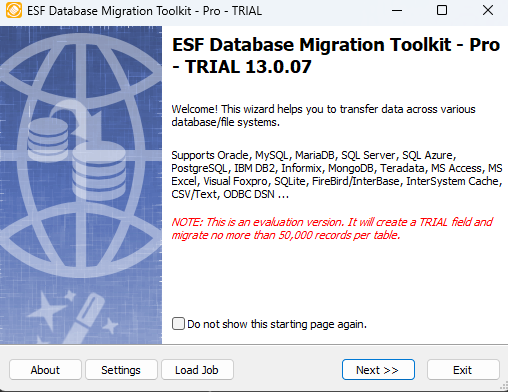 ESF Database Migration Toolkit - Pro - TRIAL
ESF Database Migration Toolkit - Pro
- TRIAL 13.0.07
Welcome! This wizard helps you to transfer data across various
database/file systems.
Supports Oracle, MySQL, MariaDB, SQL Server, SQL Azure,
PostgreSQL, IBM DB2, Informix, MongoDB, Teradata, MS Access, MS
Excel, Visual Foxpro, SQLite, FireBird/InterBase, InterSystem Cache,
CSV/Text, ODBC DSN ...
NOTE: This is an evaluation version. It will create a TRIAL field and
migrate no more than 50,000 records per table.
Do not show this starting page again.
About Settings Load Job Next >> Exit